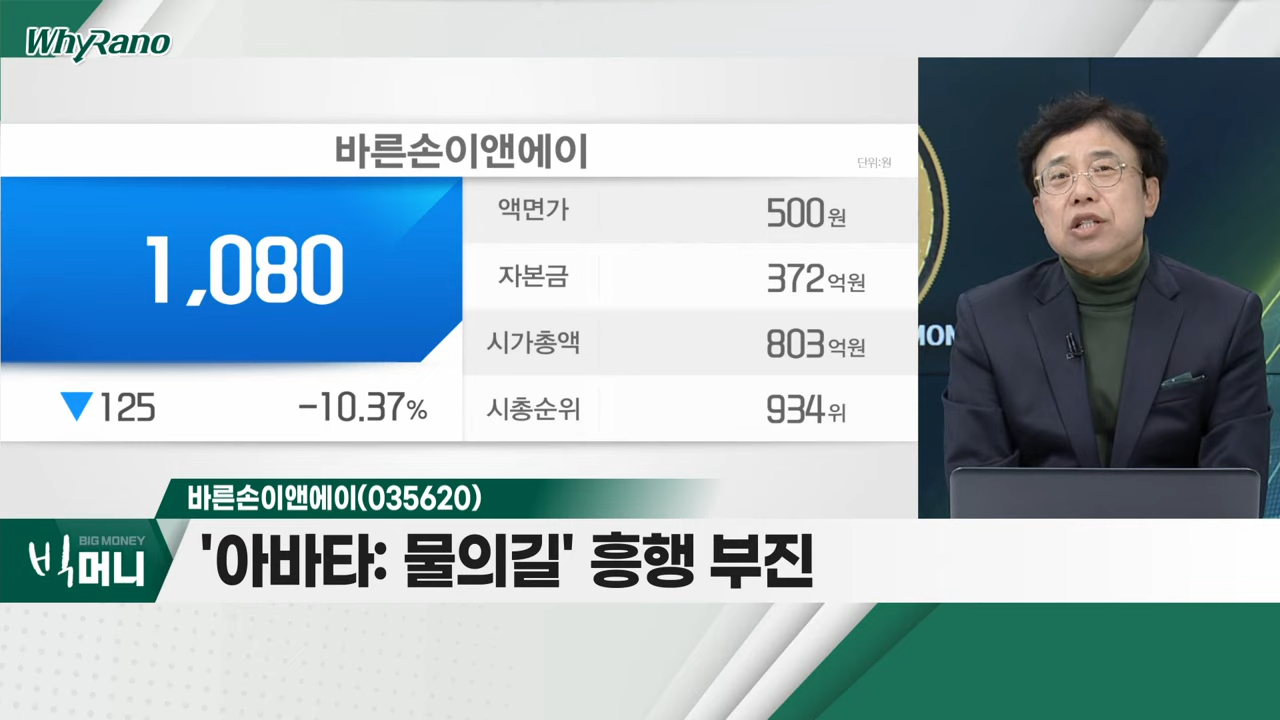 WhyRano
바른손이앤에이
단위:원
1,080
▼125 -10.37%
액면가 500원
자본금 372억원
시가총액 803억원
시총순위 934위
MON
바른손이앤에이(035620)
BIG MONEY
빅머니
'아바타: 물의길' 흥행 부진